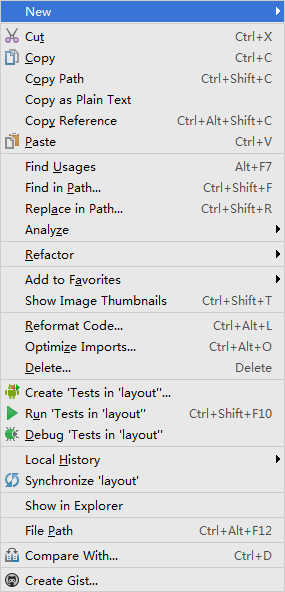 New
Cut Ctrl+X
Copy Ctrl+C
Copy Path Ctrl+Shift+C
Copy as Plain Text
Copy Reference Ctrl+Alt+Shift+C
Paste Ctrl+V
Find Usages Alt+F7
Find in Path... Ctrl+Shift+F
Replace in Path... Ctrl+Shift+R
Analyze
Refactor
Add to Favorites
Show Image Thumbnails Ctrl+Shift+T
Reformat Code... Ctrl+Alt+L
Optimize Imports... Ctrl+Alt+O
Delete... Delete
Create 'Tests in 'layout''...
Run 'Tests in 'layout'' Ctrl+Shift+F10
Debug 'Tests in 'layout''
Local History
Synchronize 'layout'
Show in Explorer
File Path Ctrl+Alt+F12
Compare With... Ctrl+D
Create Gist...